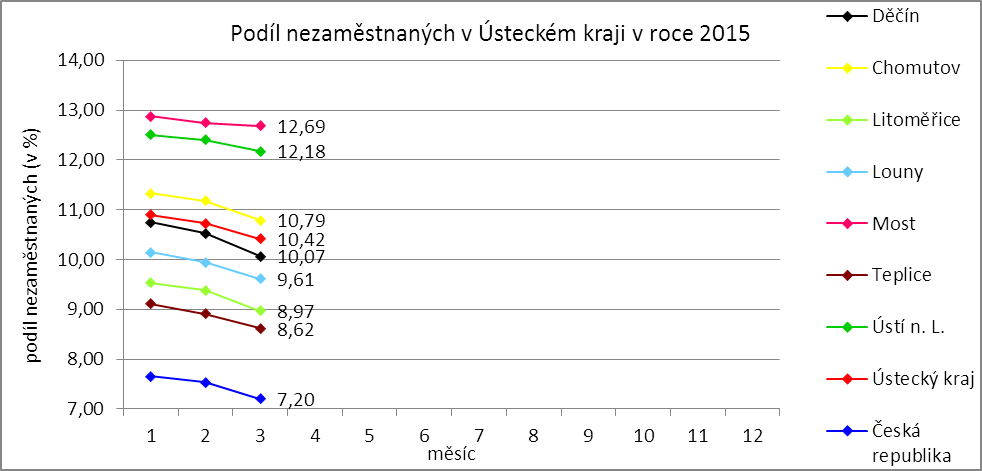 Podíl nezaměstnaných v Ústeckém kraji v roce 2015
podíl nezaměstnaných (v %)
14,00
13,00
12,00
11,00
10,00
9,00
8,00
7,00
12,69
12,18
10,79
10,42
10,07
9,61
8,97
8,62
7,20
1 2 3 4 5 6 7 8 9 10 11 12
měsíc
Děčín
Chomutov
Litoměřice
Louny
Most
Teplice
Ústí n. L.
Ústecký kraj
Česká
republika